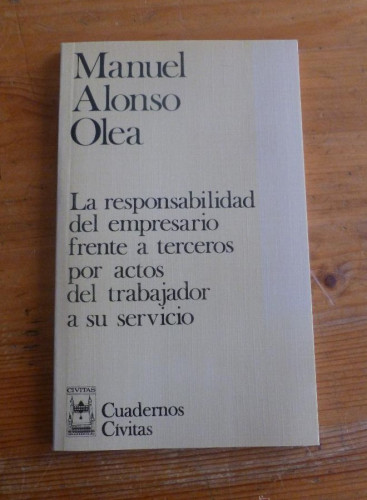 Manuel
Alonso
Olea
La responsabilidad
del empresario
frente a terceros
por actos
del trabajador
a su servicio
CIVITAS
Cuadernos
Cívitas